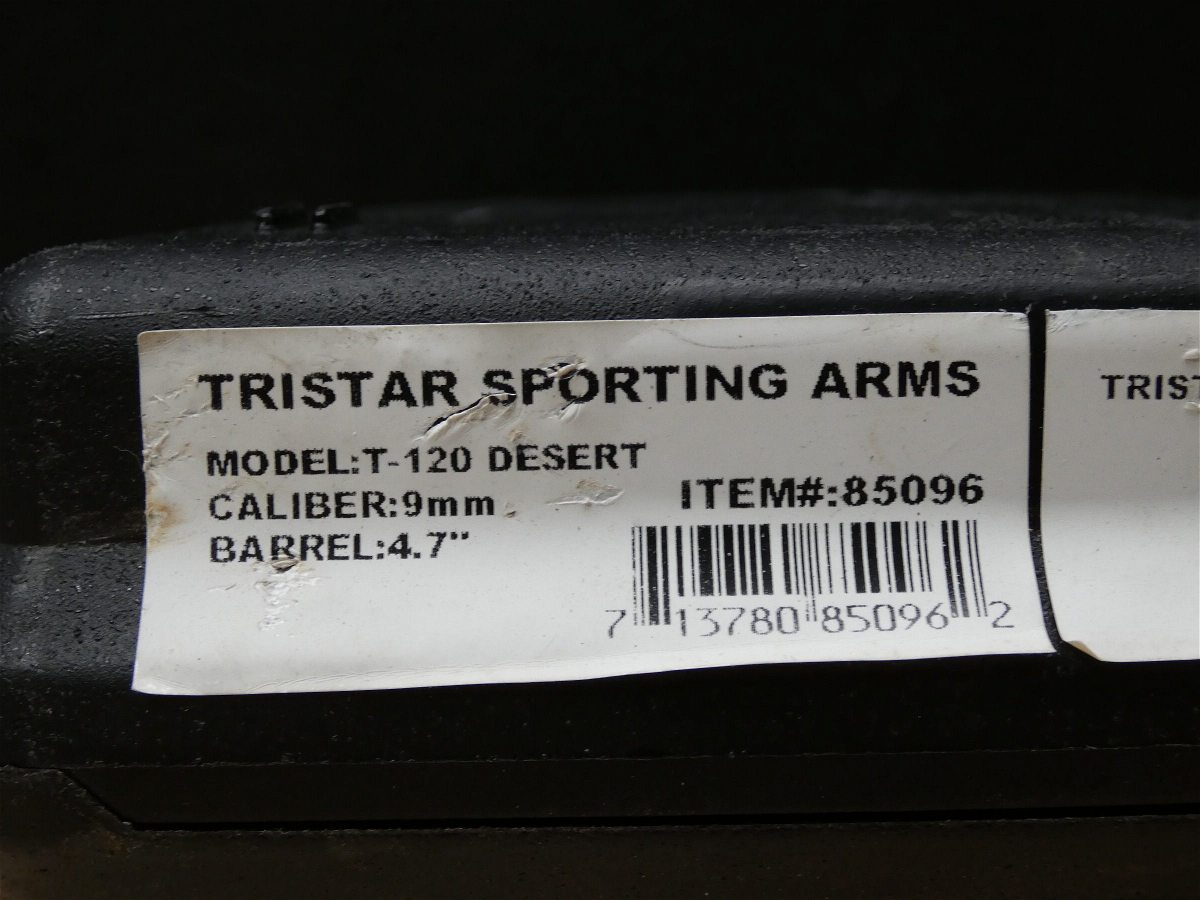 TRISTAR SPORTING ARMS
MODEL:T-120 DESERT
CALIBER:9mm
BARREL:4.7"
ITEM#:85096
7 13780 85096 2
TRIST